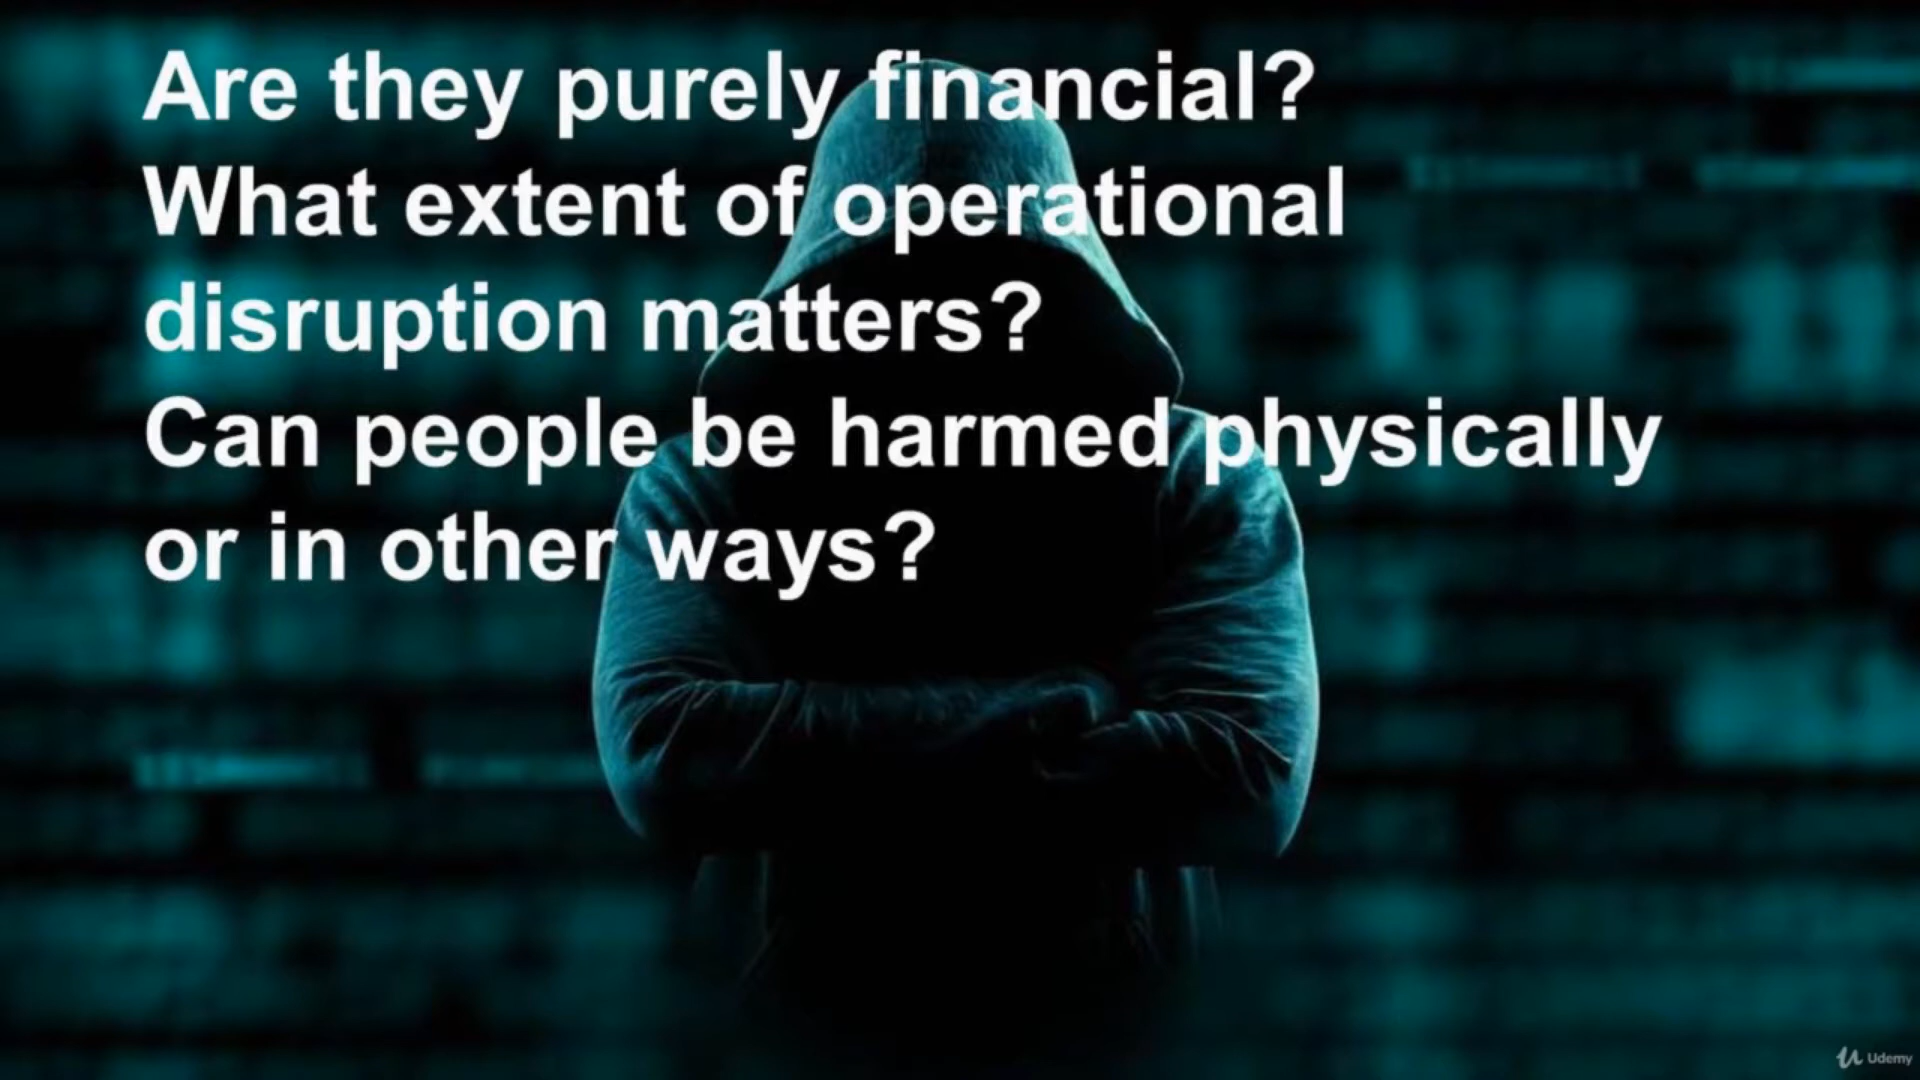 Are they purely financial?
What extent of operational
disruption matters?
Can people be harmed physically
or in other ways?
Udemy